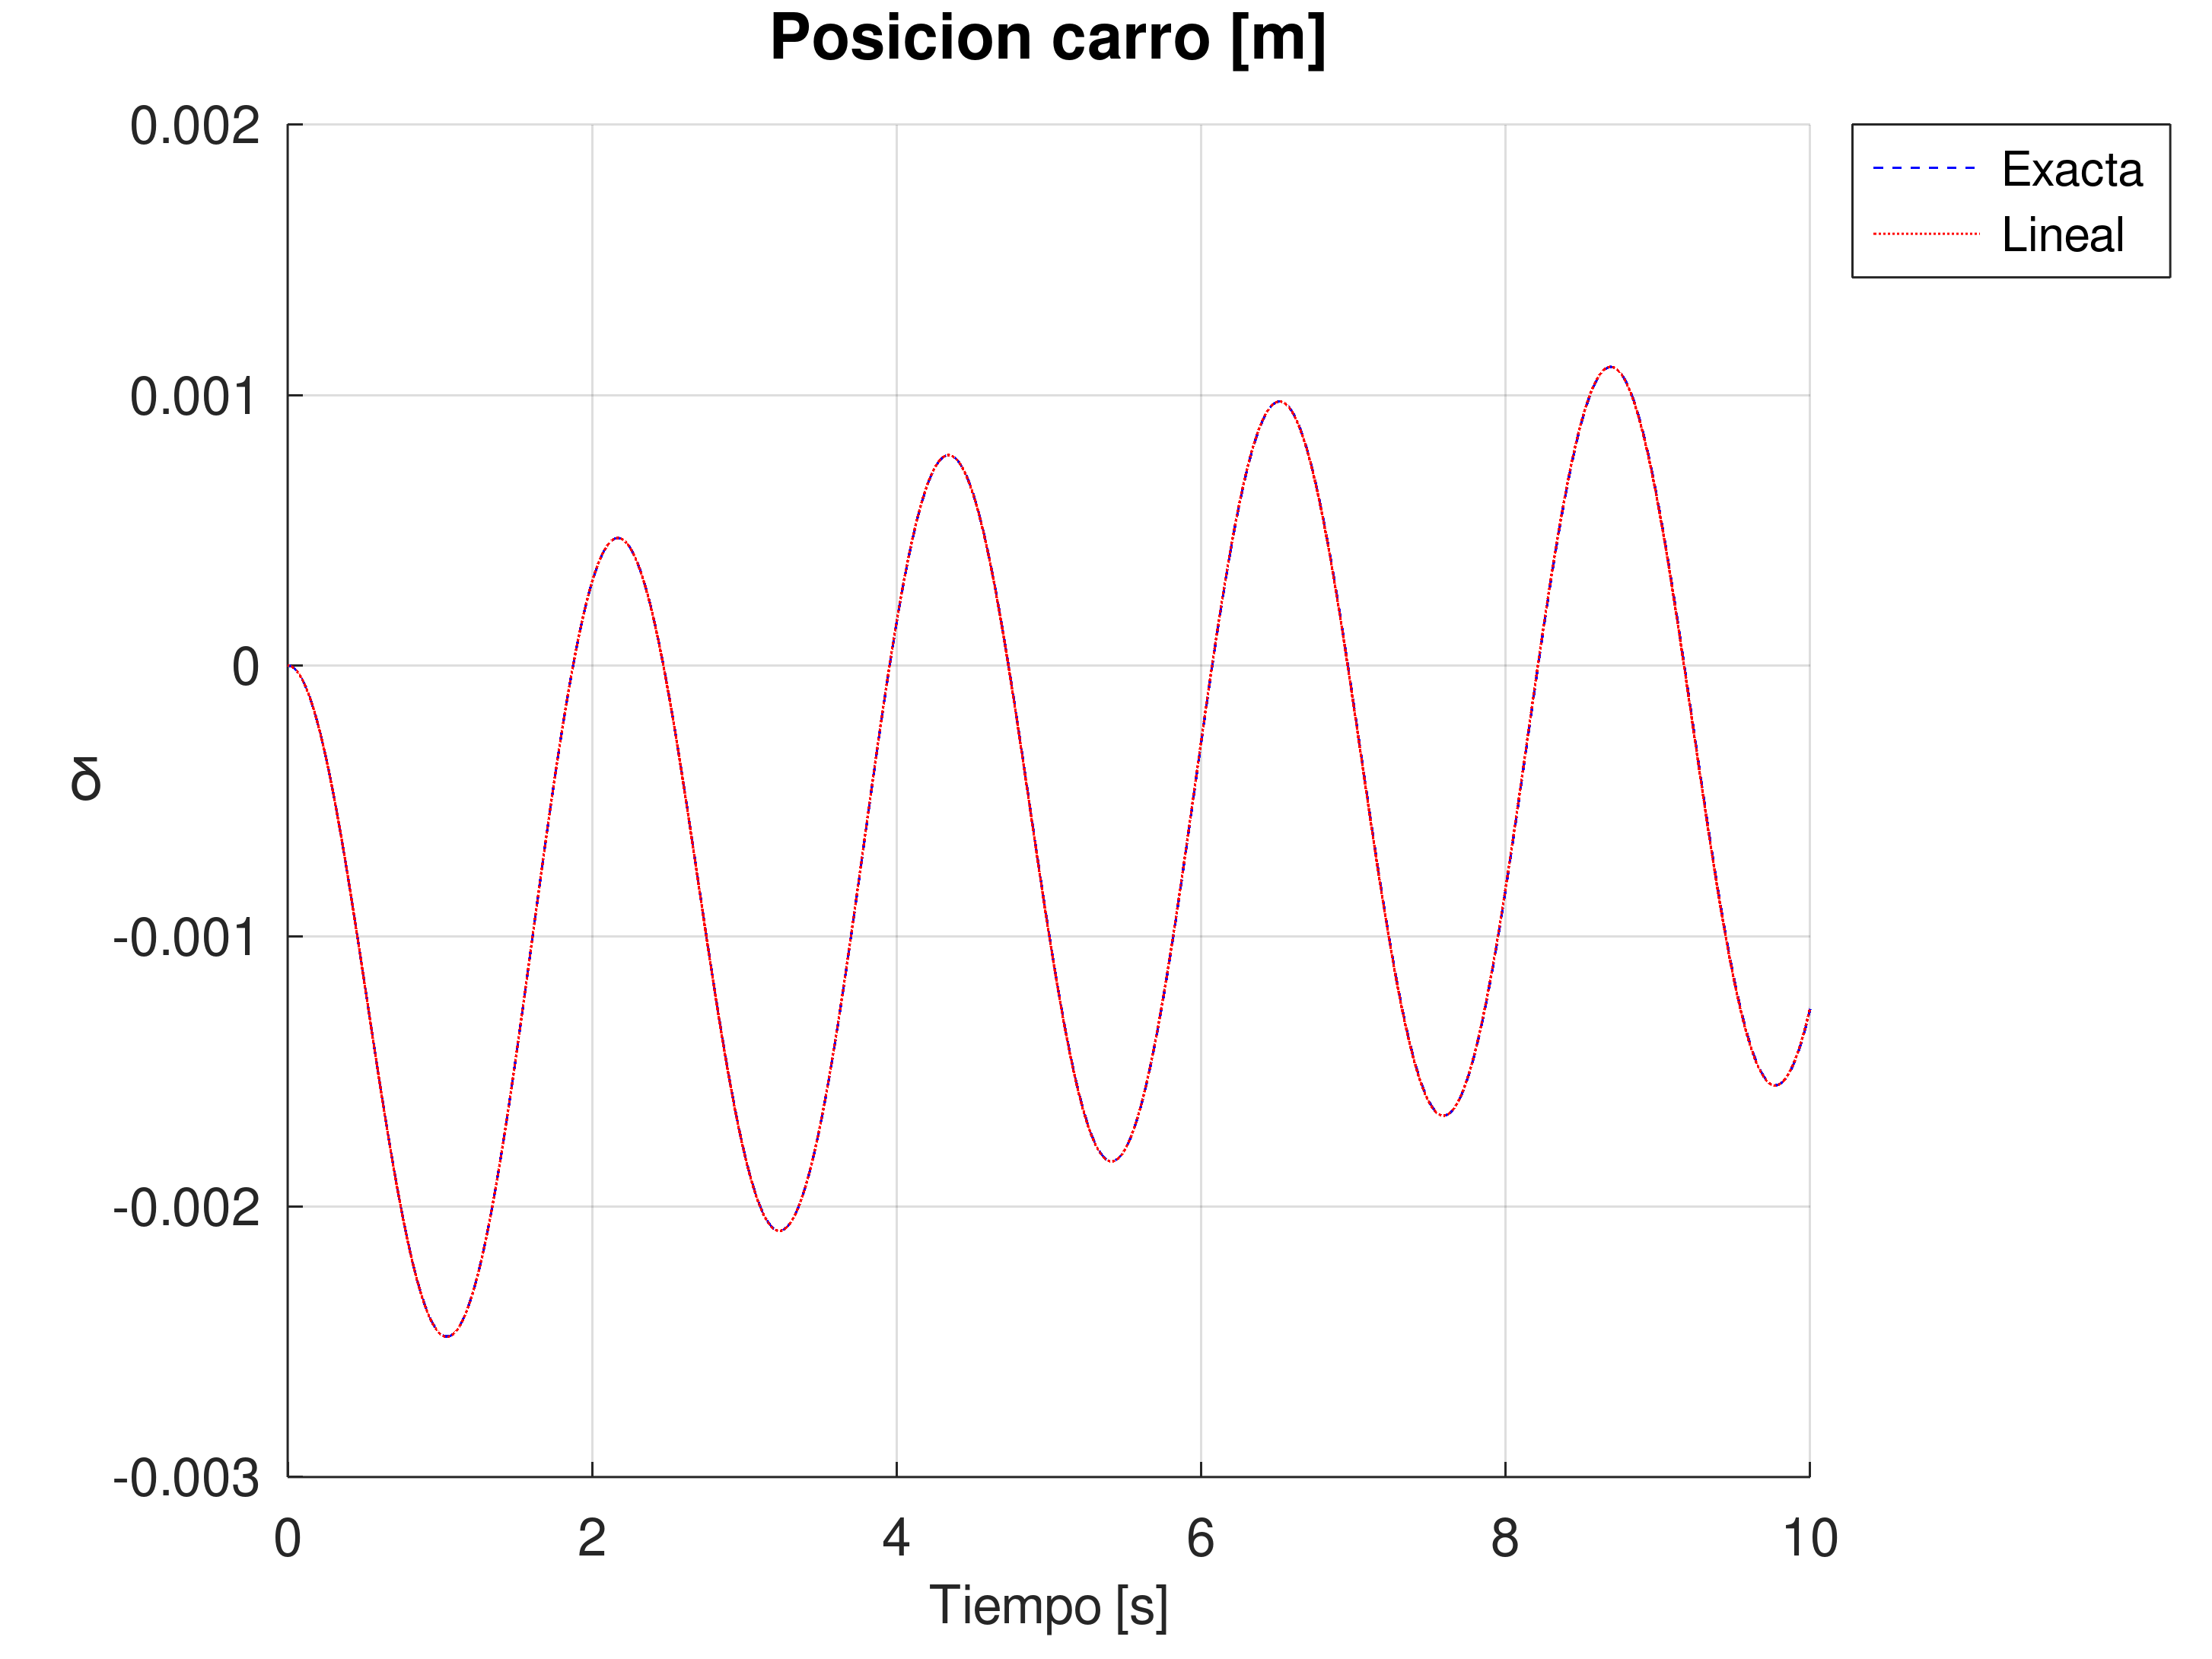 Posicion carro [m]
Exacta
Lineal
0.002
0.001
0
-0.001
-0.002
-0.003
δ
0 2 4 6 8 10
Tiempo [s]